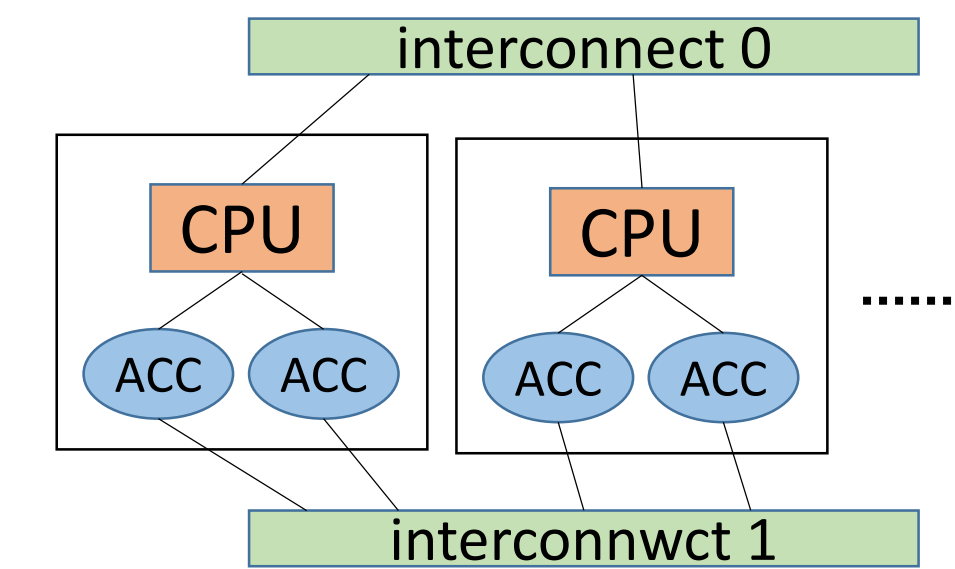 interconnect 0
CPU
CPU
ACC
ACC
ACC
ACC
interconnwct 1